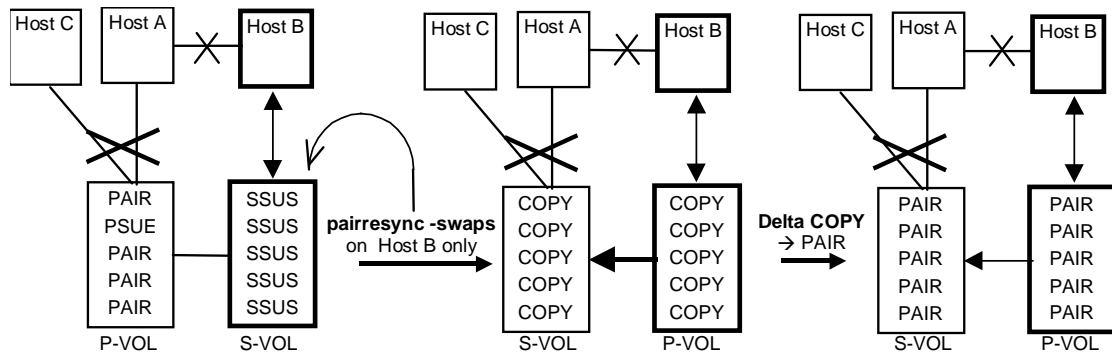 Host C
Host A
Host B
PAIR
PSUE
PAIR
PAIR
PAIR
P-VOL
SSUS
SSUS
SSUS
SSUS
SSUS
S-VOL
pairresync -swaps
on Host B only
Host C
Host A
Host B
COPY
COPY
COPY
COPY
COPY
S-VOL
COPY
COPY
COPY
COPY
COPY
P-VOL
Delta COPY
→ PAIR
Host C
Host A
Host B
PAIR
PAIR
PAIR
PAIR
PAIR
S-VOL
PAIR
PAIR
PAIR
PAIR
PAIR
P-VOL